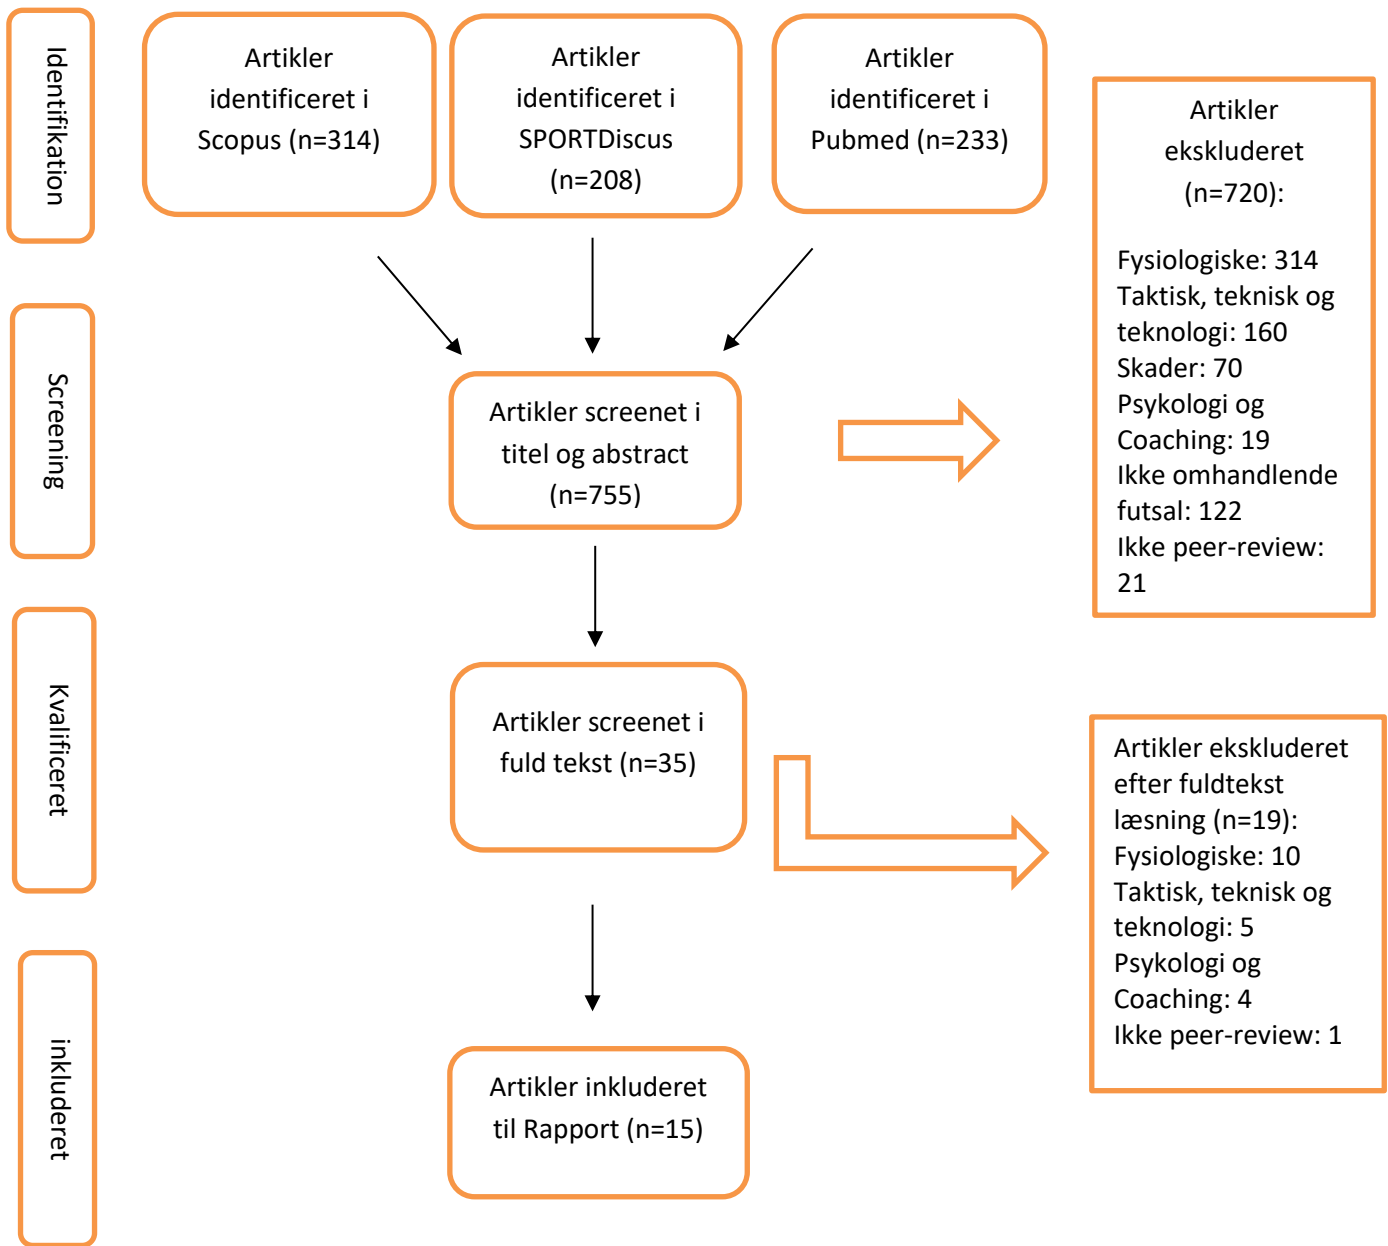 Identifikation
Artikler
identificeret i
Scopus (n=314)
Artikler
identificeret i
SPORTDiscus
(n=208)
Artikler
identificeret i
Pubmed (n=233)
Artikler
ekskluderet
(n=720):
Fysiologiske: 314
Taktisk, teknisk og
teknologi: 160
Skader: 70
Psykologi og
Coaching: 19
Ikke omhandlende
futsal: 122
Ikke peer-review:
21
Screening
Artikler screenet i
titel og abstract
(n=755)
Kvalificeret
Artikler screenet i
fuld tekst (n=35)
Artikler ekskluderet
efter fuldtekst
læsning (n=19):
Fysiologiske: 10
Taktisk, teknisk og
teknologi: 5
Psykologi og
Coaching: 4
Ikke peer-review: 1
inkluderet
Artikler inkluderet
til Rapport (n=15)